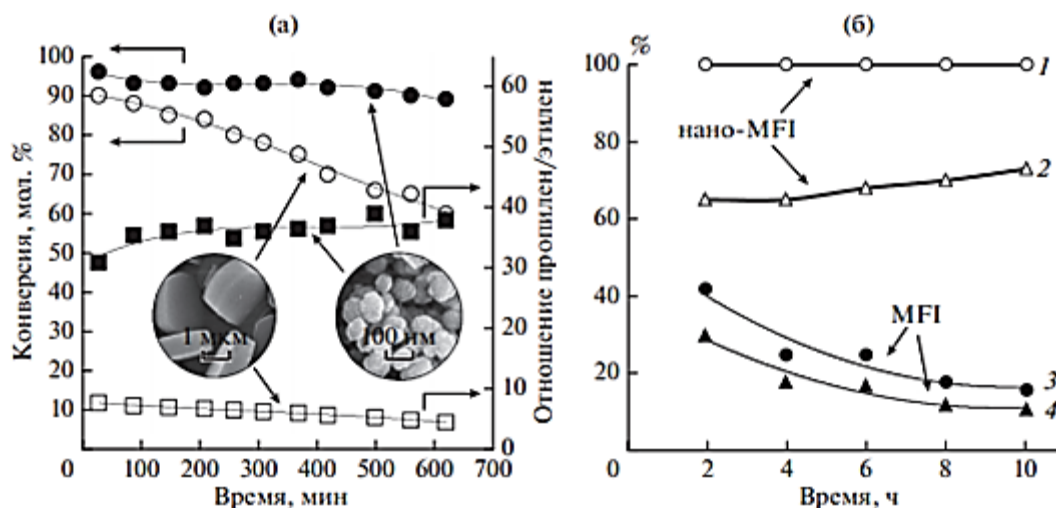 (а)
Конверсия, мол. %
100
90
80
70
60
50
40
30
20
10
0
100 200 300 400 500 600 700
Время, мин
60
50
40
30
20
10
0
Отношение пропилен/этилен
1 мкм
100 нм
(б)
%
100
80
60
40
20
0
2 4 6 8 10
Время, ч
нано-MFI
MFI
1
2
3
4